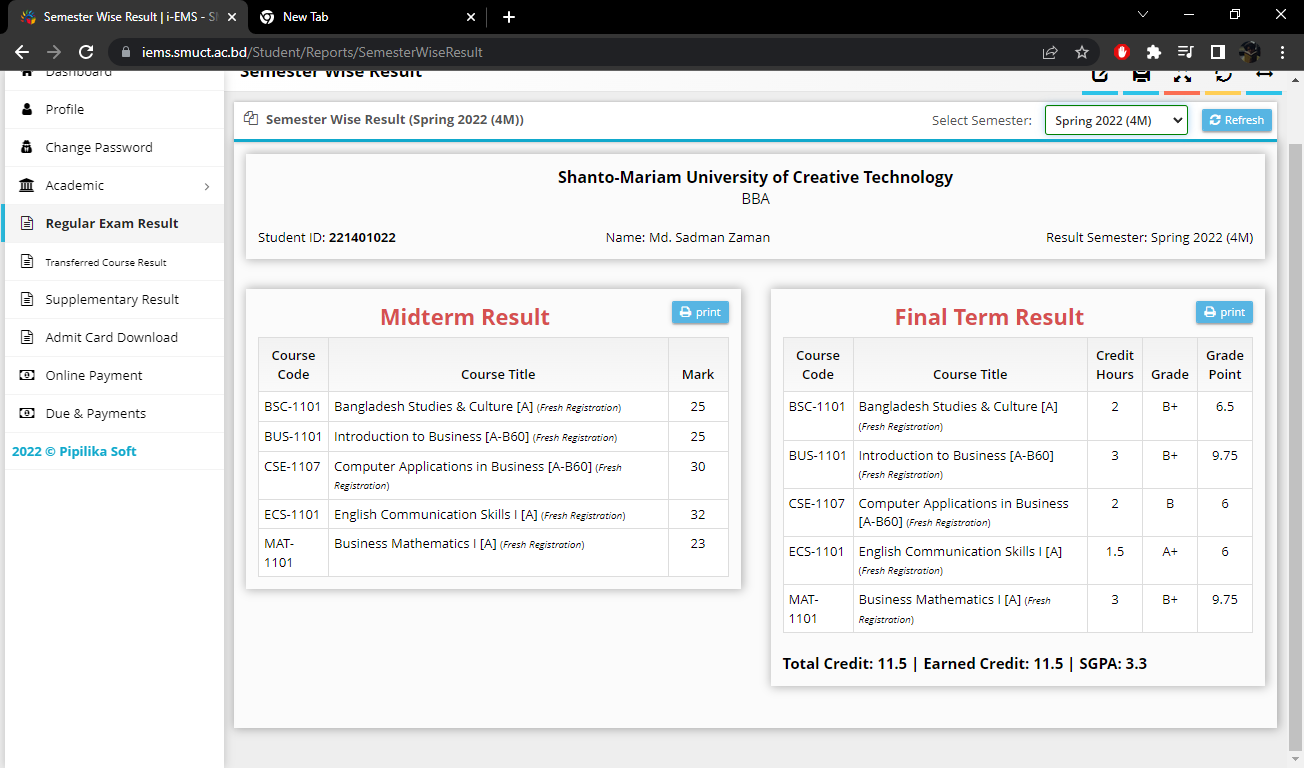 Semester Wise Result | i-EMS - S
New Tab
iems.smuct.ac.bd/Student/Reports/SemesterWiseResult
Dashboard
Profile
Change Password
Academic
Regular Exam Result
Transferred Course Result
Supplementary Result
Admit Card Download
Online Payment
Due & Payments
2022 © Pipilika Soft
Semester Wise Result
Semester Wise Result (Spring 2022 (4M))
Select Semester: Spring 2022 (4M) Refresh
Shanto-Mariam University of Creative Technology
BBA
Student ID: 221401022 Name: Md. Sadman Zaman Result Semester: Spring 2022 (4M)
Midterm Result print
Course Code Course Title Mark
BSC-1101 Bangladesh Studies & Culture [A] (Fresh Registration) 25
BUS-1101 Introduction to Business [A-B60] (Fresh Registration) 25
CSE-1107 Computer Applications in Business [A-B60] (Fresh Registration) 30
ECS-1101 English Communication Skills I [A] (Fresh Registration) 32
MAT-1101 Business Mathematics I [A] (Fresh Registration) 23
Final Term Result print
Course Code Course Title Credit Hours Grade Grade Point
BSC-1101 Bangladesh Studies & Culture [A] (Fresh Registration) 2 B+ 6.5
BUS-1101 Introduction to Business [A-B60] (Fresh Registration) 3 B+ 9.75
CSE-1107 Computer Applications in Business [A-B60] (Fresh Registration) 2 B 6
ECS-1101 English Communication Skills I [A] (Fresh Registration) 1.5 A+ 6
MAT-1101 Business Mathematics I [A] (Fresh Registration) 3 B+ 9.75
Total Credit: 11.5 | Earned Credit: 11.5 | SGPA: 3.3